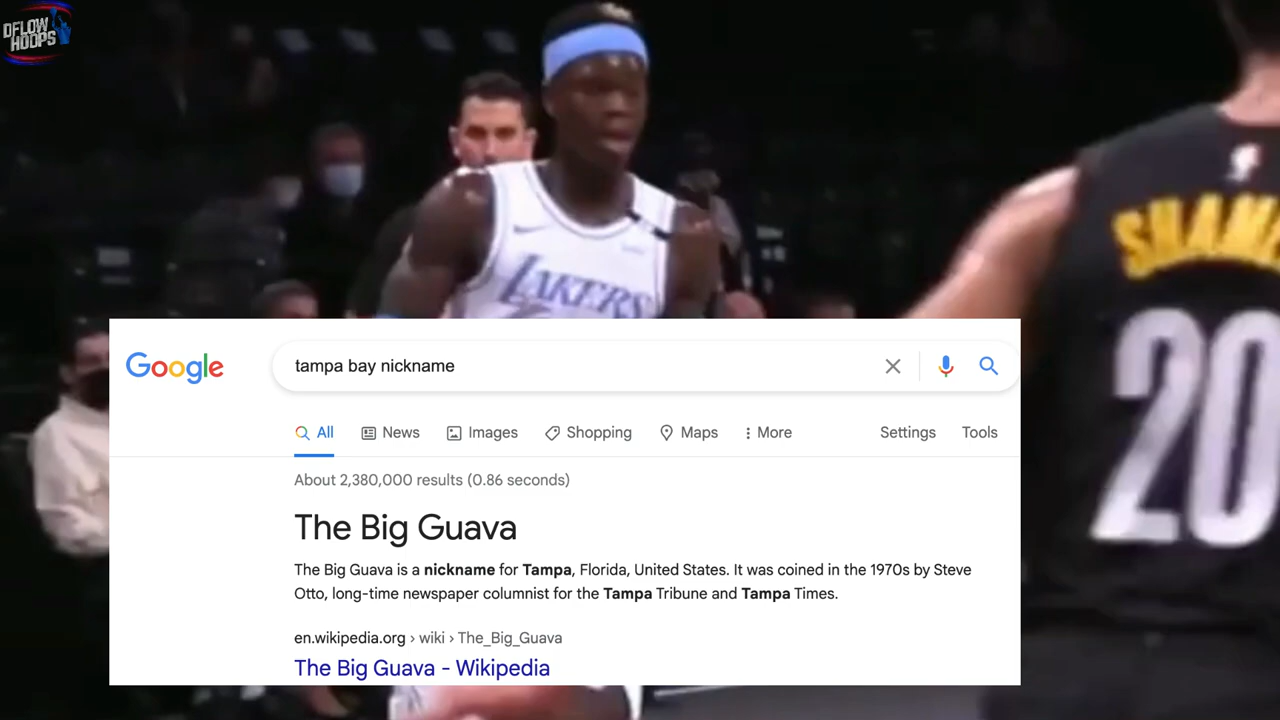 DFLOW
HOOPS
LAKERS
20
Google
tampa bay nickname
All News Images Shopping Maps More Settings Tools
About 2,380,000 results (0.86 seconds)
The Big Guava
The Big Guava is a nickname for Tampa, Florida, United States. It was coined in the 1970s by Steve
Otto, long-time newspaper columnist for the Tampa Tribune and Tampa Times.
en.wikipedia.org › wiki › The_Big_Guava
The Big Guava - Wikipedia